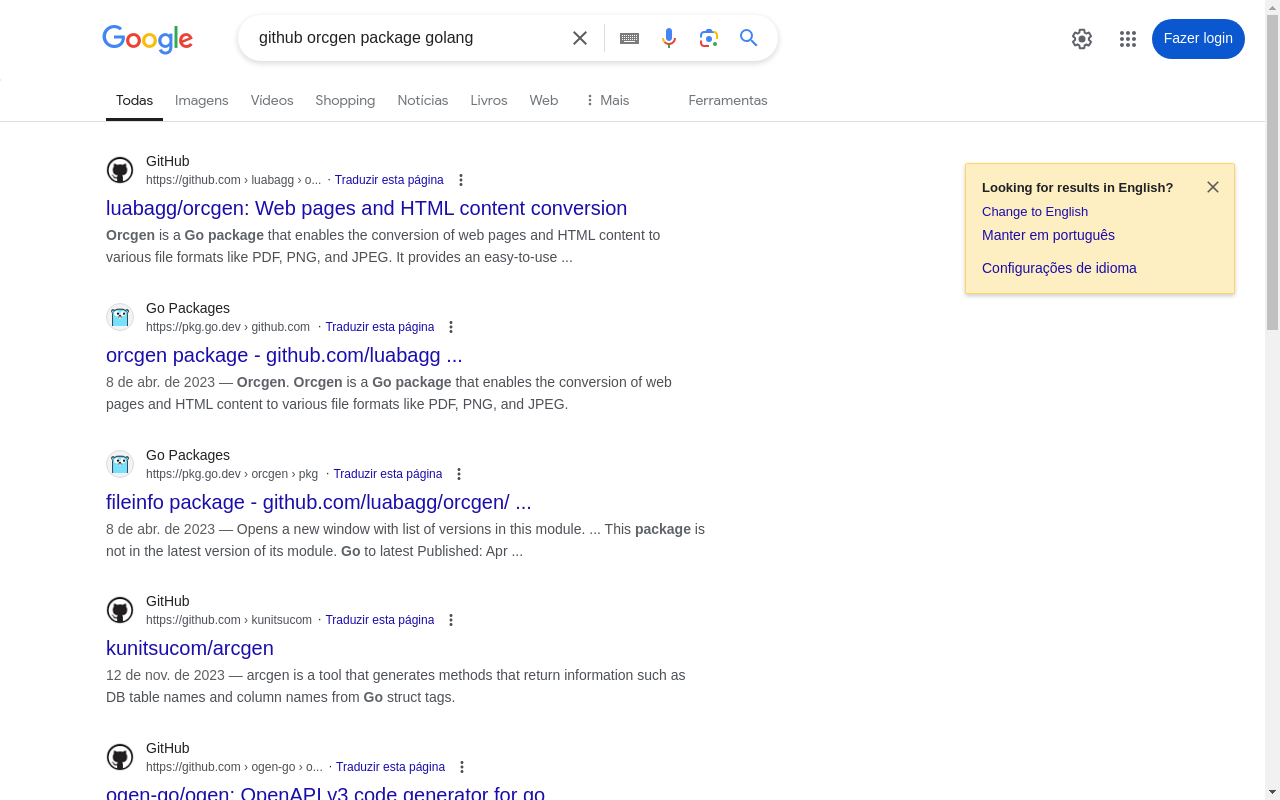 Google
github orcgen package golang
Fazer login
Todas
Imagens
Vídeos
Shopping
Notícias
Livros
Web
Mais
Ferramentas
GitHub
https://github.com › luabagg › o... · Traduzir esta página
luabagg/orcgen: Web pages and HTML content conversion
Orcgen is a Go package that enables the conversion of web pages and HTML content to
various file formats like PDF, PNG, and JPEG. It provides an easy-to-use ...
Go Packages
https://pkg.go.dev › github.com · Traduzir esta página
orcgen package - github.com/luabagg ...
8 de abr. de 2023 — Orcgen. Orcgen is a Go package that enables the conversion of web
pages and HTML content to various file formats like PDF, PNG, and JPEG.
Go Packages
https://pkg.go.dev › orcgen › pkg · Traduzir esta página
fileinfo package - github.com/luabagg/orcgen/ ...
8 de abr. de 2023 — Opens a new window with list of versions in this module. ... This package is
not in the latest version of its module. Go to latest Published: Apr ...
GitHub
https://github.com › kunitsucom · Traduzir esta página
kunitsucom/arcgen
12 de nov. de 2023 — arcgen is a tool that generates methods that return information such as
DB table names and column names from Go struct tags.
GitHub
https://github.com › ogen-go › o... · Traduzir esta página
ogen-go/ogen: OpenAPI v3 code generator for go
Looking for results in English?
Change to English
Manter em português
Configurações de idioma